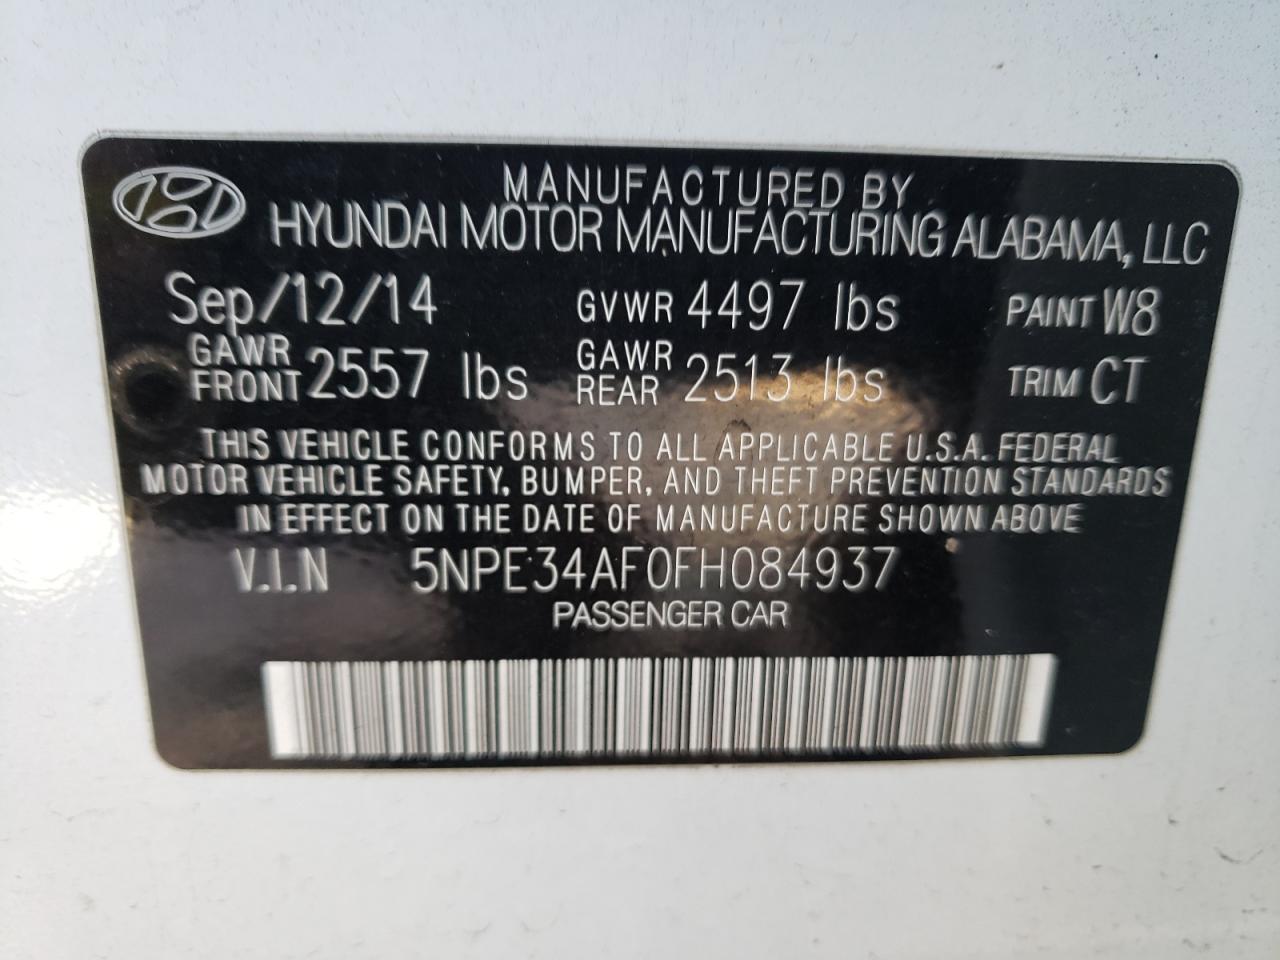 MANUFACTURED BY
HYUNDAI MOTOR MANUFACTURING ALABAMA, LLC
Sep/12/14 GVWR 4497 lbs PAINT W8
GAWR FRONT 2557 lbs GAWR REAR 2513 lbs TRIM CT
THIS VEHICLE CONFORMS TO ALL APPLICABLE U.S.A. FEDERAL
MOTOR VEHICLE SAFETY, BUMPER, AND THEFT PREVENTION STANDARDS
IN EFFECT ON THE DATE OF MANUFACTURE SHOWN ABOVE
V.I.N 5NPE34AF0FH084937
PASSENGER CAR